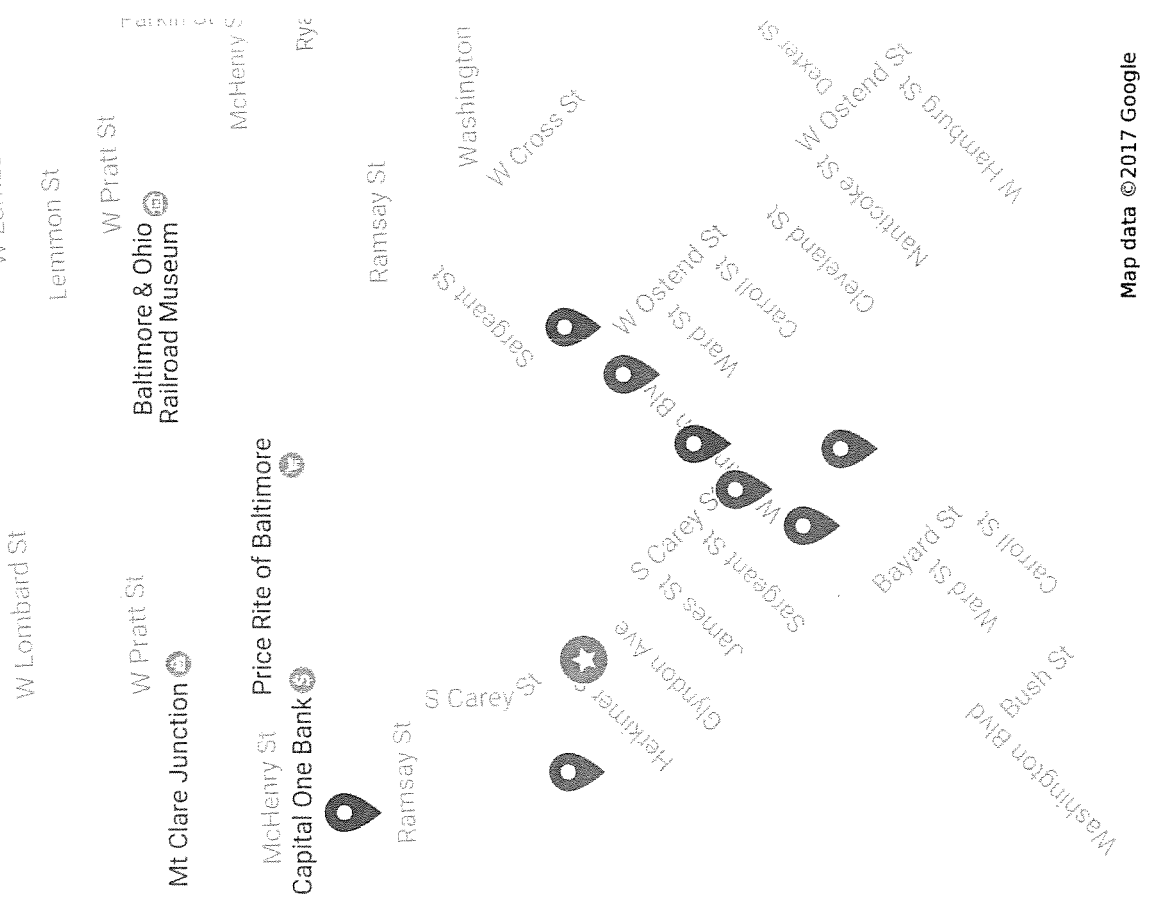 W Lombard St
Lemmon St
W Pratt St
W Pratt St
Mt Clare Junction
Baltimore & Ohio
Railroad Museum
McHenry St
McHenry S
Price Rite of Baltimore
Capital One Bank
Ramsay St
Ramsay St
S Carey St
Washington
W Cross St
Sargeant St
Herkimer S
Glyndon Ave
James St
S Carey S
Sargeant St
W Ostend St
Ward St
Carroll St
Cleveland St
Nanticoke St
W Ostend St
Dexter St
W Hamburg St
Bayard St
Ward St
Carroll St
Bush St
Washington Blvd
Map data ©2017 Google